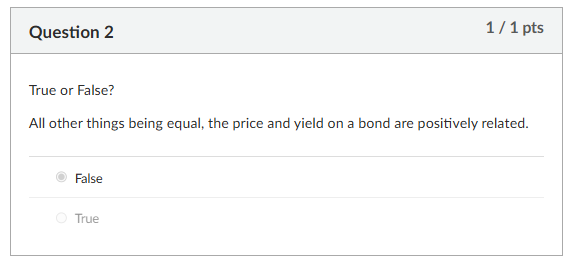 Question 2
1 / 1 pts
True or False?
All other things being equal, the price and yield on a bond are positively related.
False
True